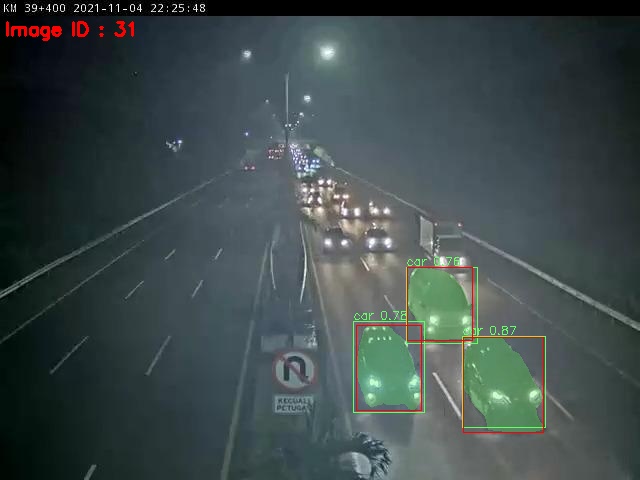 KM 39+400 2021-11-04 22:25:48
Image ID : 31
car 0.76
car 0.78
car 0.87
KECUALI
PETUGAS